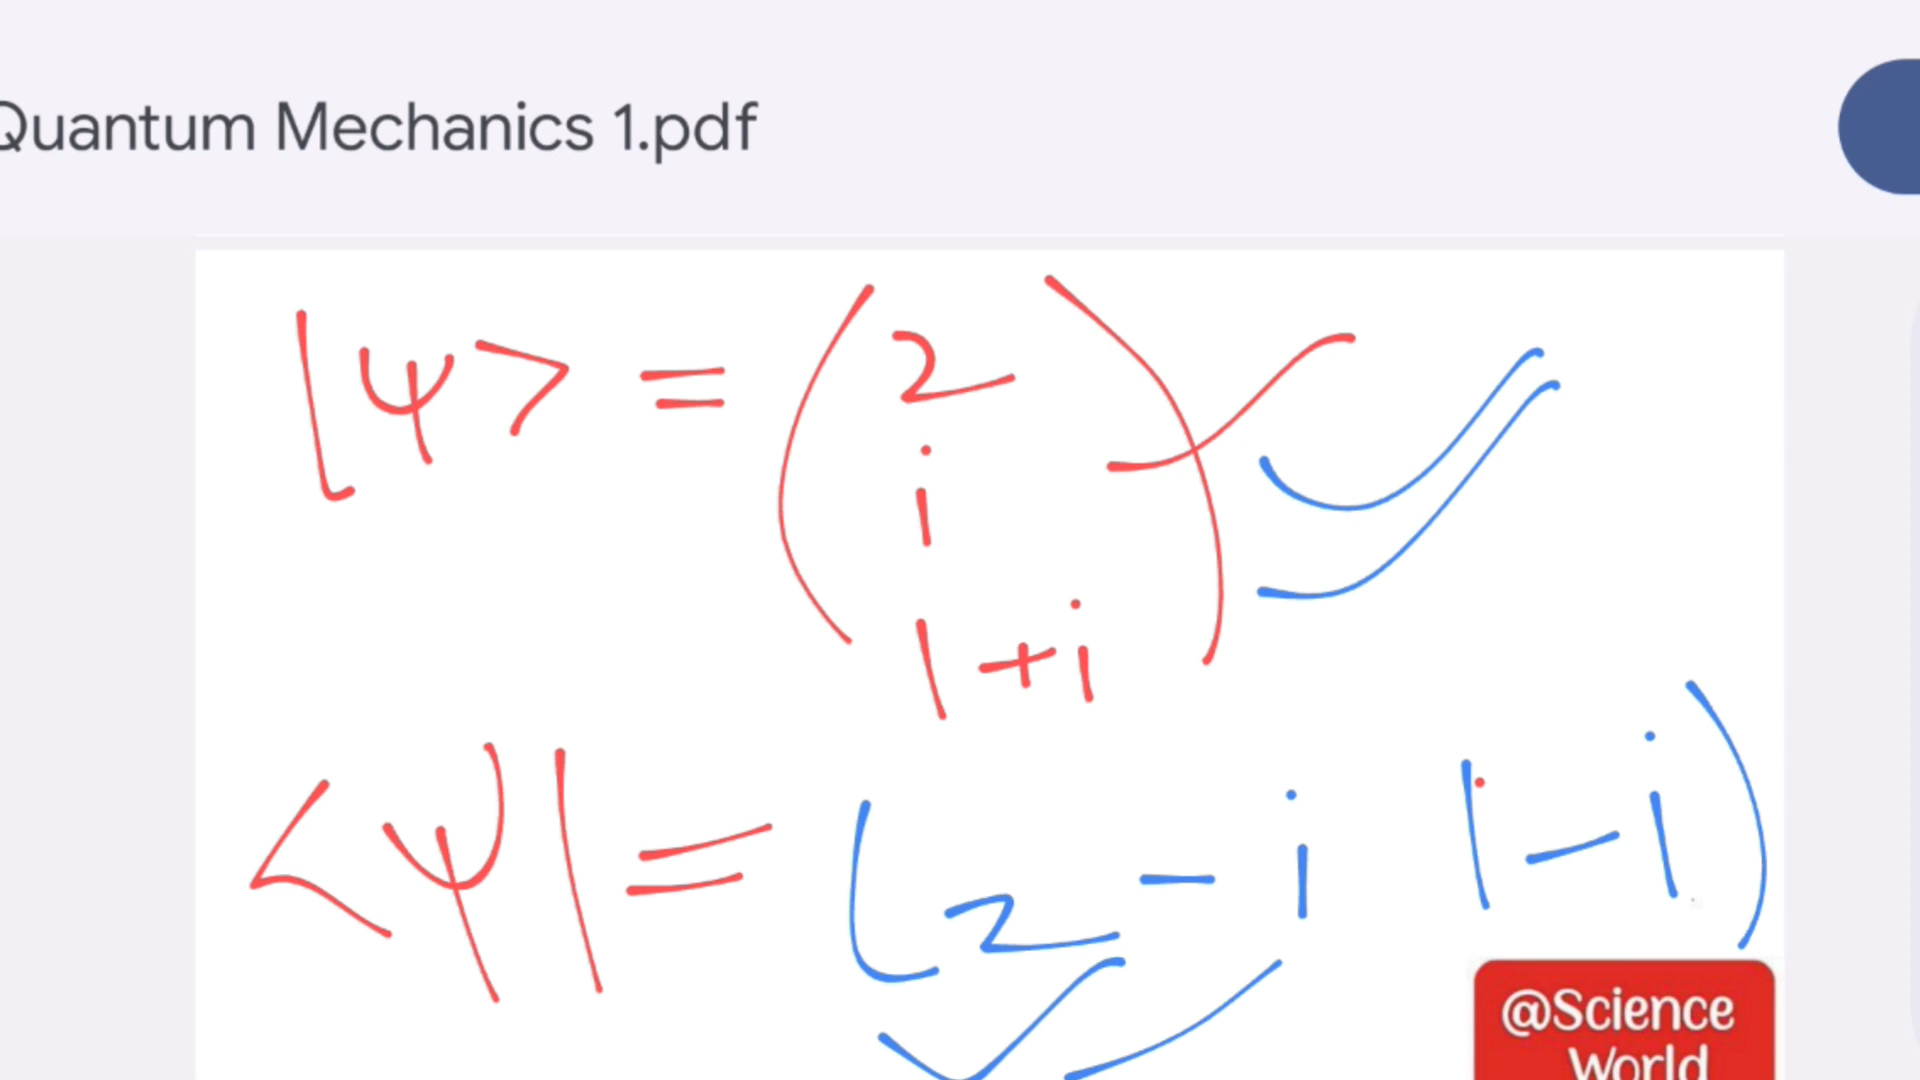 Quantum Mechanics 1.pdf
|ψ> = ( 2
i
1+i )
<ψ| = ( 2 -i 1-i )
@Science
World